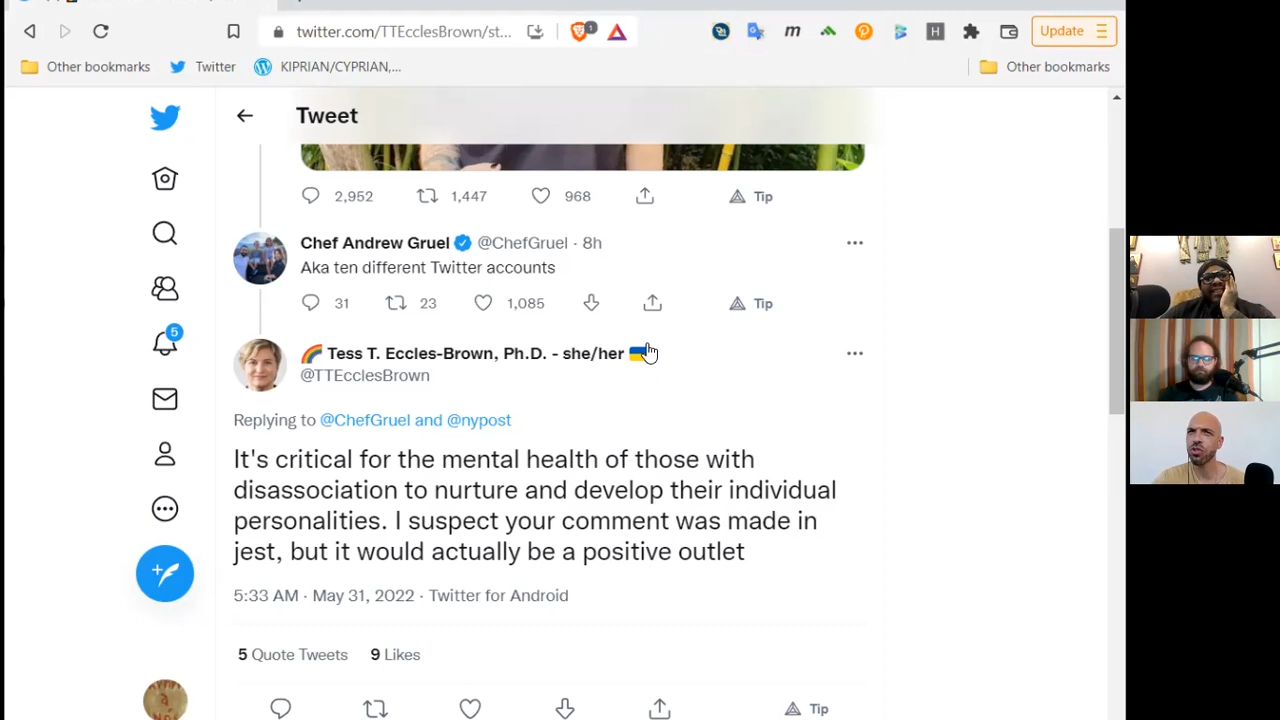 twitter.com/TTEcclesBrown/st...
1
m
H
Update
Other bookmarks
Twitter
KIPRIAN/CYPRIAN,...
Other bookmarks
Tweet
2,952
1,447
968
Tip
Chef Andrew Gruel @ChefGruel · 8h
Aka ten different Twitter accounts
31
23
1,085
Tip
Tess T. Eccles-Brown, Ph.D. - she/her
@TTEcclesBrown
5
Replying to @ChefGruel and @nypost
It's critical for the mental health of those with
disassociation to nurture and develop their individual
personalities. I suspect your comment was made in
jest, but it would actually be a positive outlet
5:33 AM · May 31, 2022 · Twitter for Android
5 Quote Tweets 9 Likes
Tip